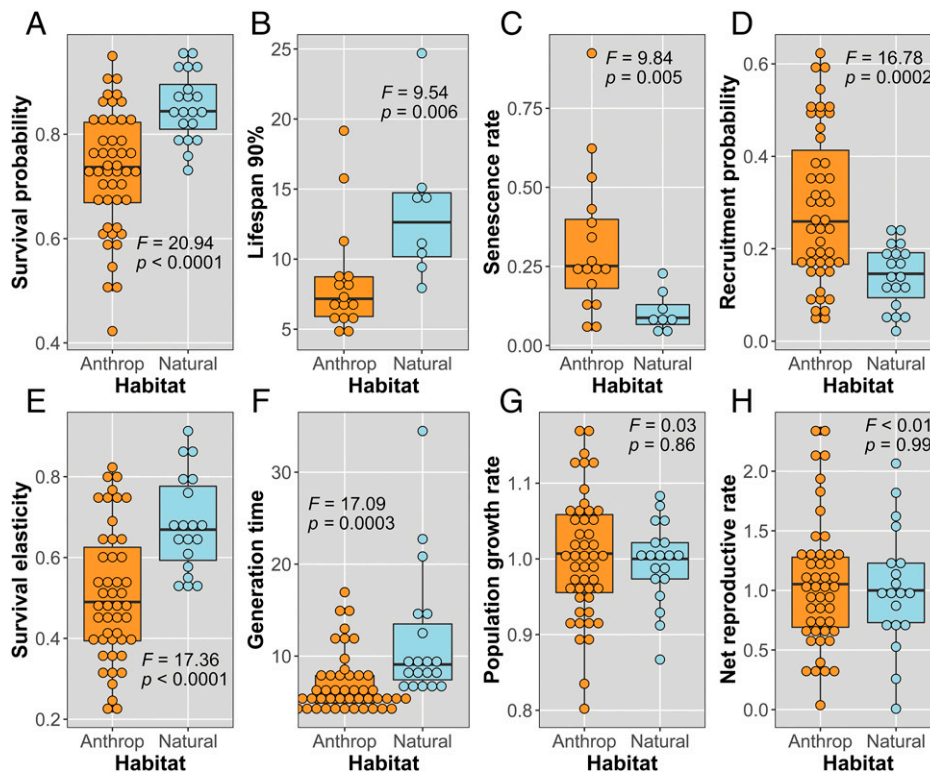 A
Survival probability
0.8
0.6
0.4
F = 20.94
p < 0.0001
Anthrop Natural
Habitat
B
Lifespan 90%
25
20
15
10
5
F = 9.54
p = 0.006
Anthrop Natural
Habitat
C
Senescence rate
0.75
0.50
0.25
0.00
F = 9.84
p = 0.005
Anthrop Natural
Habitat
D
Recruitment probability
0.6
0.4
0.2
0.0
F = 16.78
p = 0.0002
Anthrop Natural
Habitat
E
Survival elasticity
0.8
0.6
0.4
0.2
F = 17.36
p < 0.0001
Anthrop Natural
Habitat
F
Generation time
30
20
10
F = 17.09
p = 0.0003
Anthrop Natural
Habitat
G
Population growth rate
1.1
1.0
0.9
0.8
F = 0.03
p = 0.86
Anthrop Natural
Habitat
H
Net reproductive rate
2.0
1.5
1.0
0.5
0.0
F < 0.01
p = 0.99
Anthrop Natural
Habitat